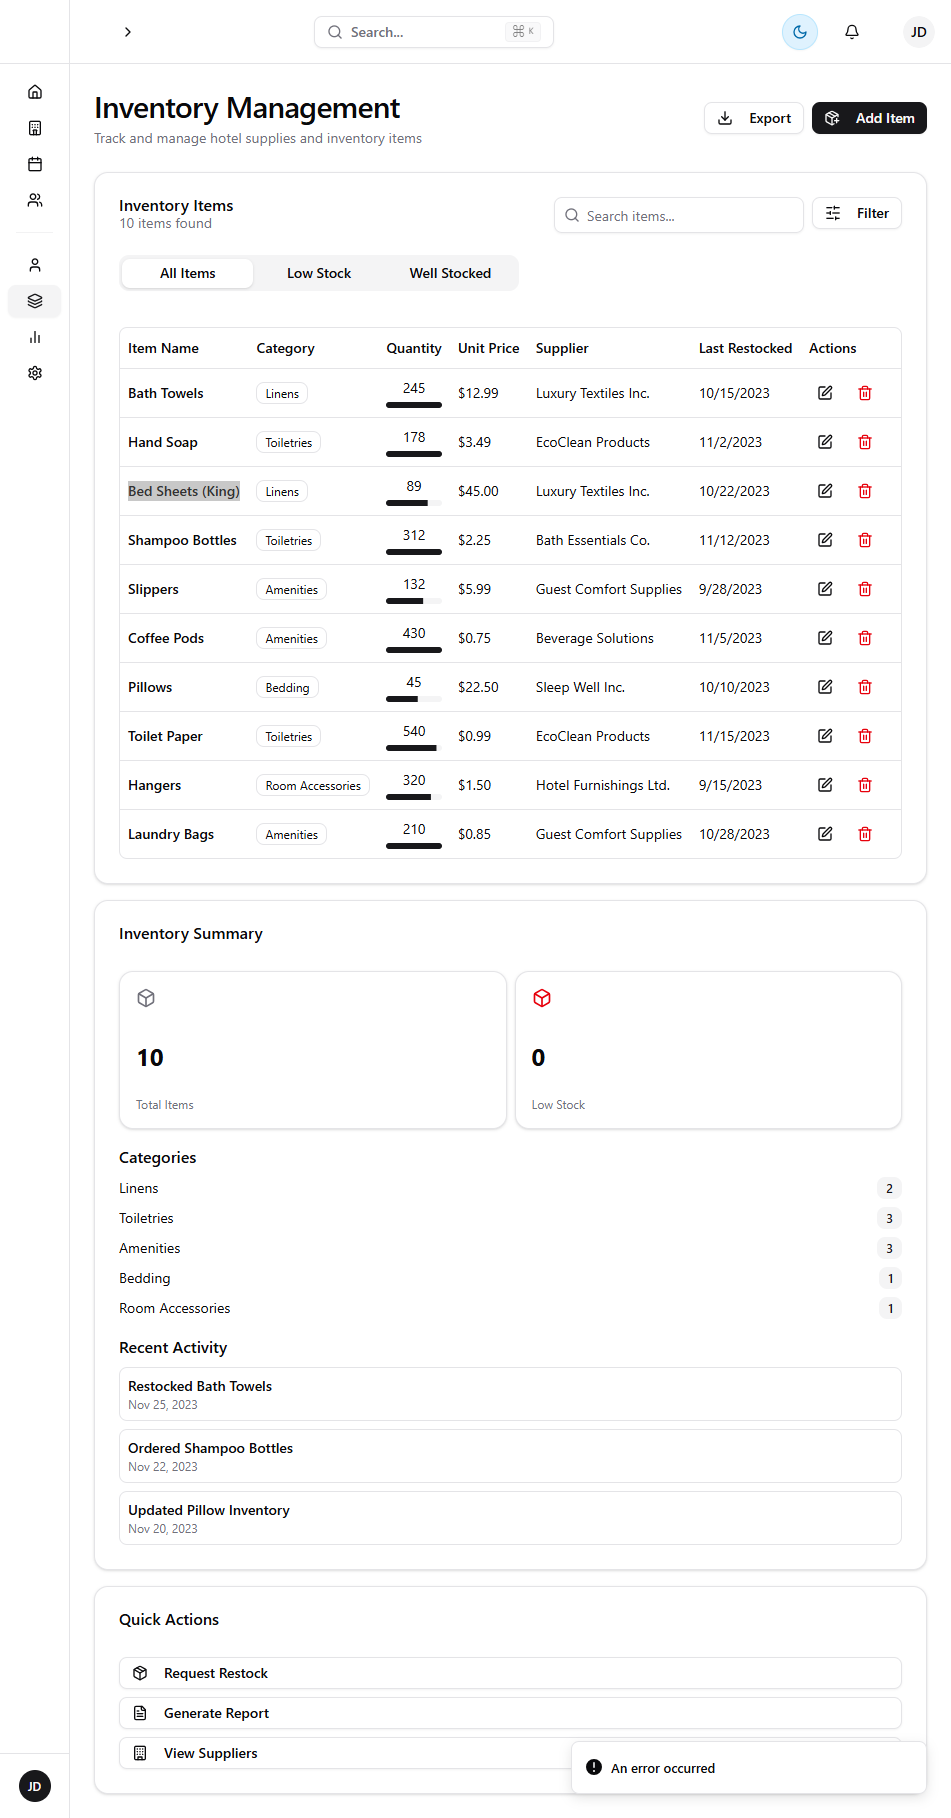 Search...
⌘ K
JD
Inventory Management
Track and manage hotel supplies and inventory items
Export
Add Item
Inventory Items
10 items found
Search items...
Filter
All Items
Low Stock
Well Stocked
Item Name Category Quantity Unit Price Supplier Last Restocked Actions
Bath Towels Linens 245 $12.99 Luxury Textiles Inc. 10/15/2023
Hand Soap Toiletries 178 $3.49 EcoClean Products 11/2/2023
Bed Sheets (King) Linens 89 $45.00 Luxury Textiles Inc. 10/22/2023
Shampoo Bottles Toiletries 312 $2.25 Bath Essentials Co. 11/12/2023
Slippers Amenities 132 $5.99 Guest Comfort Supplies 9/28/2023
Coffee Pods Amenities 430 $0.75 Beverage Solutions 11/5/2023
Pillows Bedding 45 $22.50 Sleep Well Inc. 10/10/2023
Toilet Paper Toiletries 540 $0.99 EcoClean Products 11/15/2023
Hangers Room Accessories 320 $1.50 Hotel Furnishings Ltd. 9/15/2023
Laundry Bags Amenities 210 $0.85 Guest Comfort Supplies 10/28/2023
Inventory Summary
10
Total Items
0
Low Stock
Categories
Linens 2
Toiletries 3
Amenities 3
Bedding 1
Room Accessories 1
Recent Activity
Restocked Bath Towels
Nov 25, 2023
Ordered Shampoo Bottles
Nov 22, 2023
Updated Pillow Inventory
Nov 20, 2023
Quick Actions
Request Restock
Generate Report
View Suppliers
An error occurred
JD